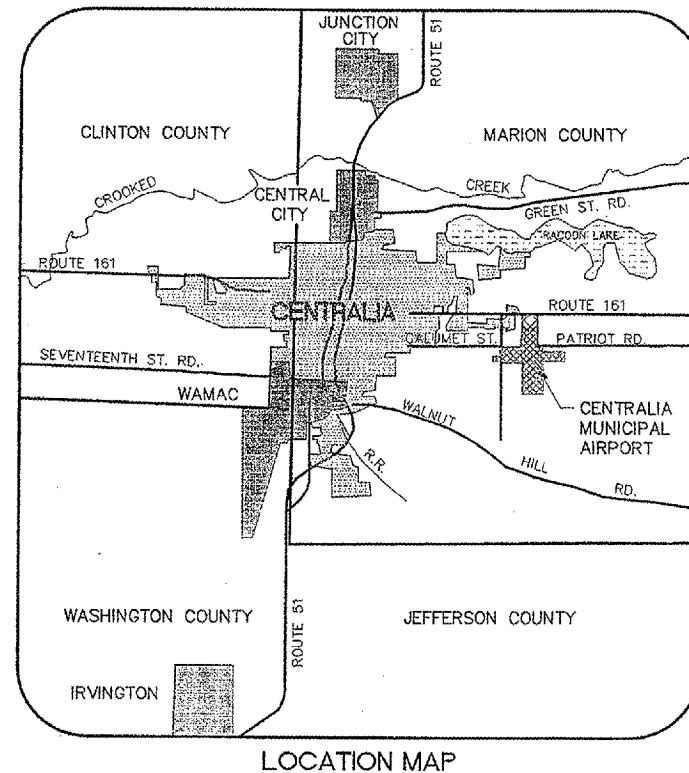 JUNCTION
CITY
ROUTE 51
CLINTON COUNTY
MARION COUNTY
CROOKED
CREEK
CENTRAL
CITY
GREEN ST. RD.
RACOON LAKE
ROUTE 161
CENTRALIA
ROUTE 161
CALUMET ST.
PATRIOT RD.
SEVENTEENTH ST. RD.
WAMAC
WALNUT
HILL
RD.
R.R.
CENTRALIA
MUNICIPAL
AIRPORT
WASHINGTON COUNTY
ROUTE 51
JEFFERSON COUNTY
IRVINGTON
LOCATION MAP